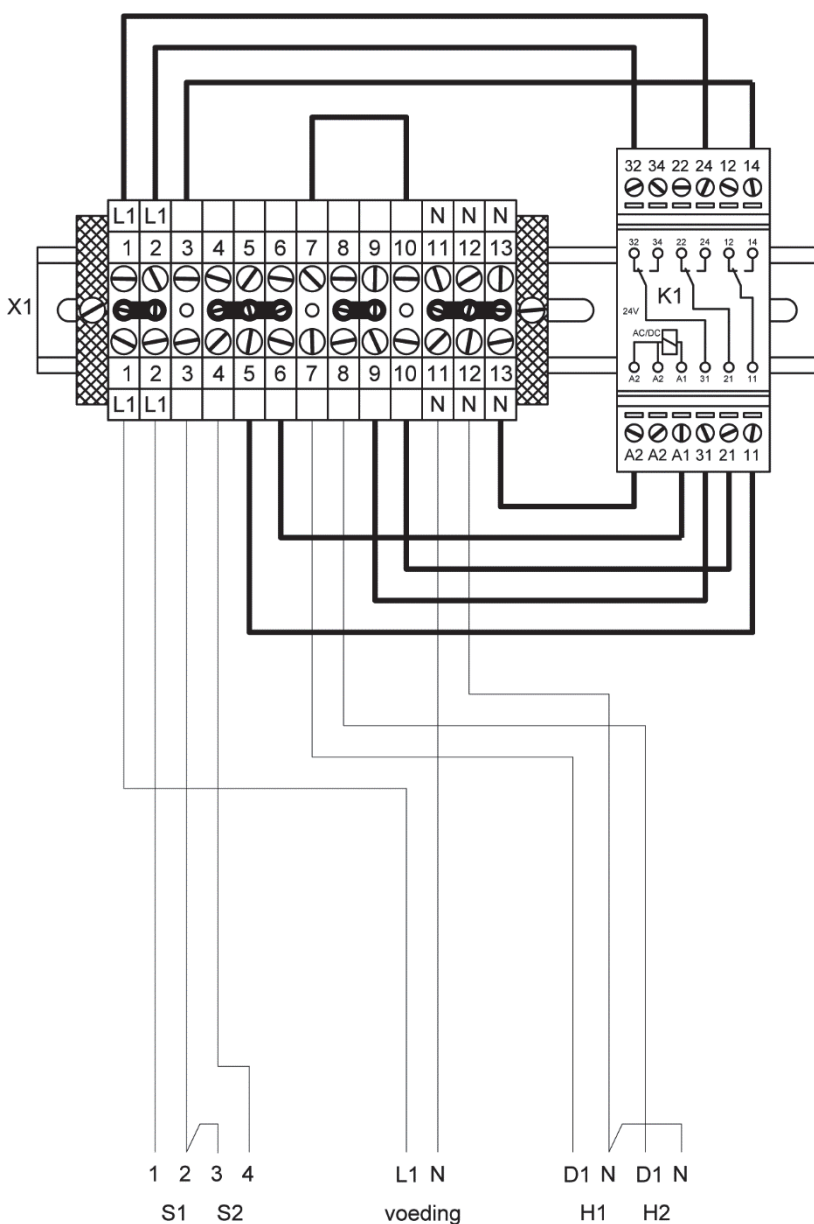 32 34 22 24 12 14
L1 L1 N N N
1 2 3 4 5 6 7 8 9 10 11 12 13
32 34 22 24 12 14
K1
X1
24V
AC/DC
A2 A2 A1 31 21 11
1 2 3 4 5 6 7 8 9 10 11 12 13
L1 L1 N N N
A2 A2 A1 31 21 11
1 2 3 4 L1 N D1 N D1 N
S1 S2 voeding H1 H2